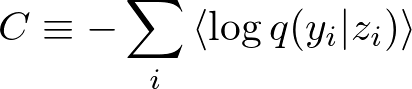 C ≡ − ∑_i ⟨log q(y_i|z_i)⟩